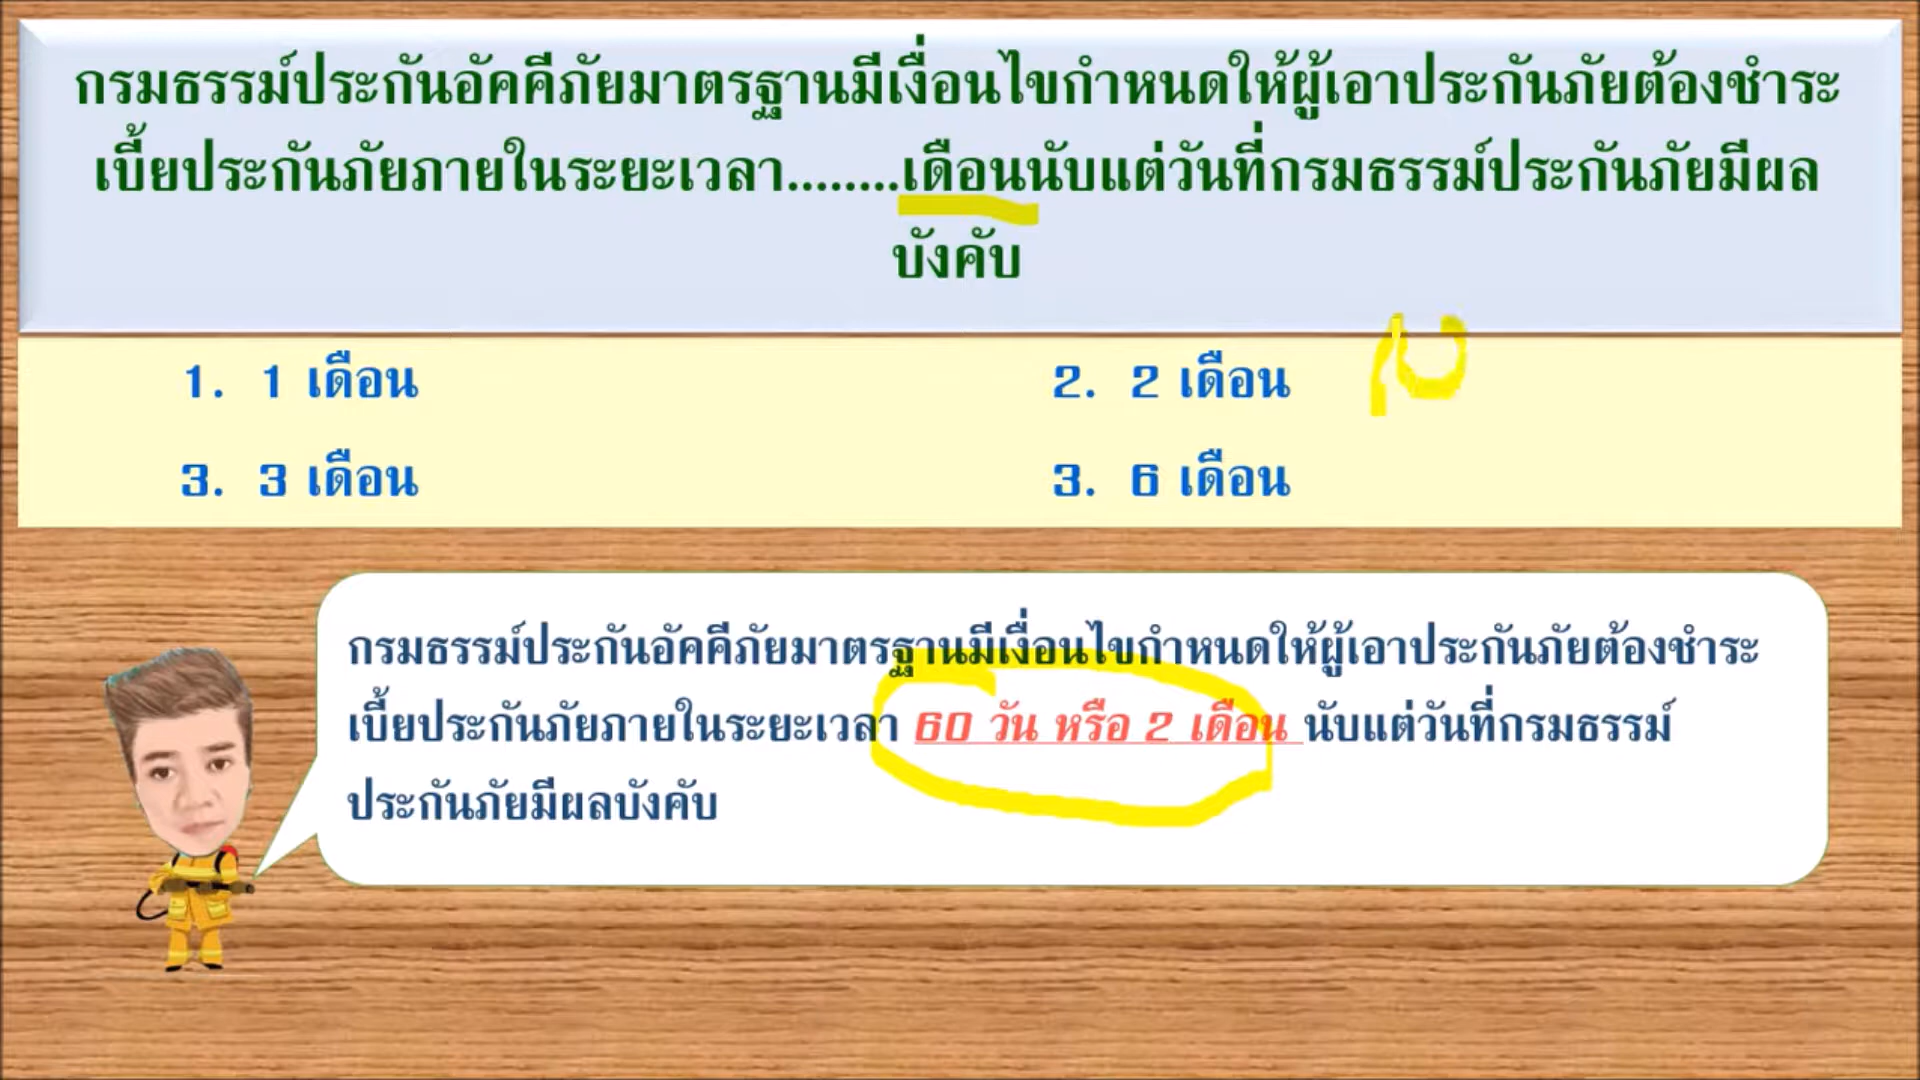 กรมธรรม์ประกันอัคคีภัยมาตรฐานมีเงื่อนไขกำหนดให้ผู้เอาประกันภัยต้องชำระ
เบี้ยประกันภัยภายในระยะเวลา........เดือนนับแต่วันที่กรมธรรม์ประกันภัยมีผล
บังคับ
1. 1 เดือน
2. 2 เดือน
3. 3 เดือน
3. 6 เดือน
กรมธรรม์ประกันอัคคีภัยมาตรฐานมีเงื่อนไขกำหนดให้ผู้เอาประกันภัยต้องชำระ
เบี้ยประกันภัยภายในระยะเวลา 60 วัน หรือ 2 เดือน นับแต่วันที่กรมธรรม์
ประกันภัยมีผลบังคับ